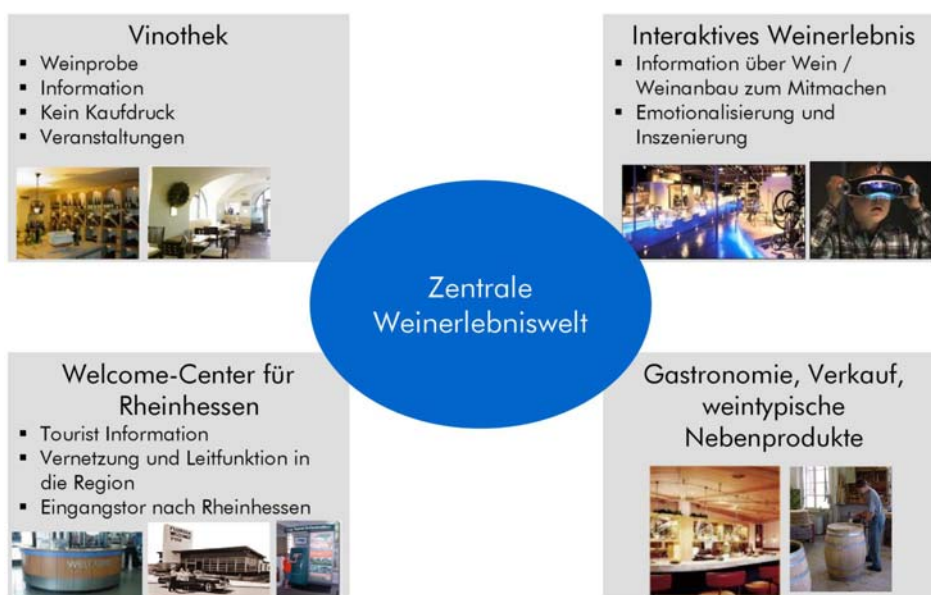 Vinothek
▪ Weinprobe
▪ Information
▪ Kein Kaufdruck
▪ Veranstaltungen
Interaktives Weinerlebnis
▪ Information über Wein /
Weinanbau zum Mitmachen
▪ Emotionalisierung und
Inszenierung
Zentrale
Weinerlebniswelt
Welcome-Center für
Rheinhessen
▪ Tourist Information
▪ Vernetzung und Leitfunktion in
die Region
▪ Eingangstor nach Rheinhessen
Gastronomie, Verkauf,
weintypische
Nebenprodukte